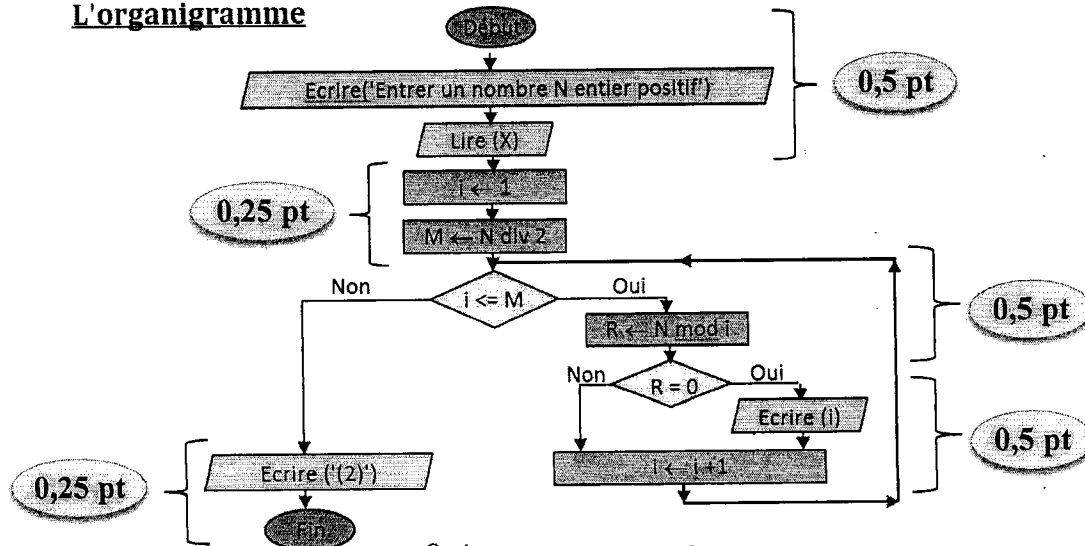 L'organigramme
Début
Ecrire('Entrer un nombre N entier positif')
0,5 pt
Lire (X)
i ← 1
0,25 pt
M ← N div 2
Non
i <= M
Oui
R ← N mod i
0,5 pt
Non
R = 0
Oui
Ecrire (i)
0,5 pt
i ← i +1
Ecrire ('(2)')
0,25 pt
Fin